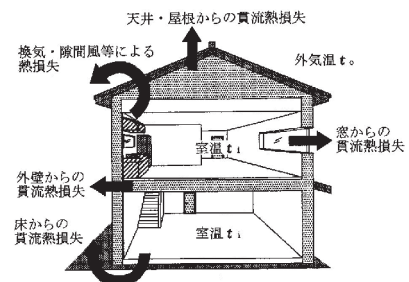 天井・屋根からの貫流熱損失
換気・隙間風等による
熱損失
外気温 t₀
室温 t₁
窓からの
貫流熱損失
外壁からの
貫流熱損失
床からの
貫流熱損失
室温 t₁